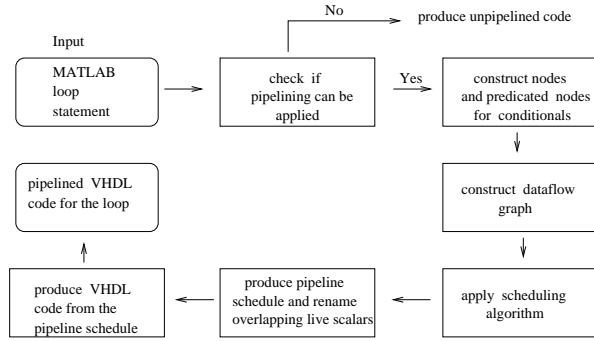 No
produce unpipelined code
Input
MATLAB
loop
statement
check if
pipelining can be
applied
Yes
construct nodes
and predicated nodes
for conditionals
construct dataflow
graph
apply scheduling
algorithm
produce pipeline
schedule and rename
overlapping live scalars
produce VHDL
code from the
pipeline schedule
pipelined VHDL
code for the loop